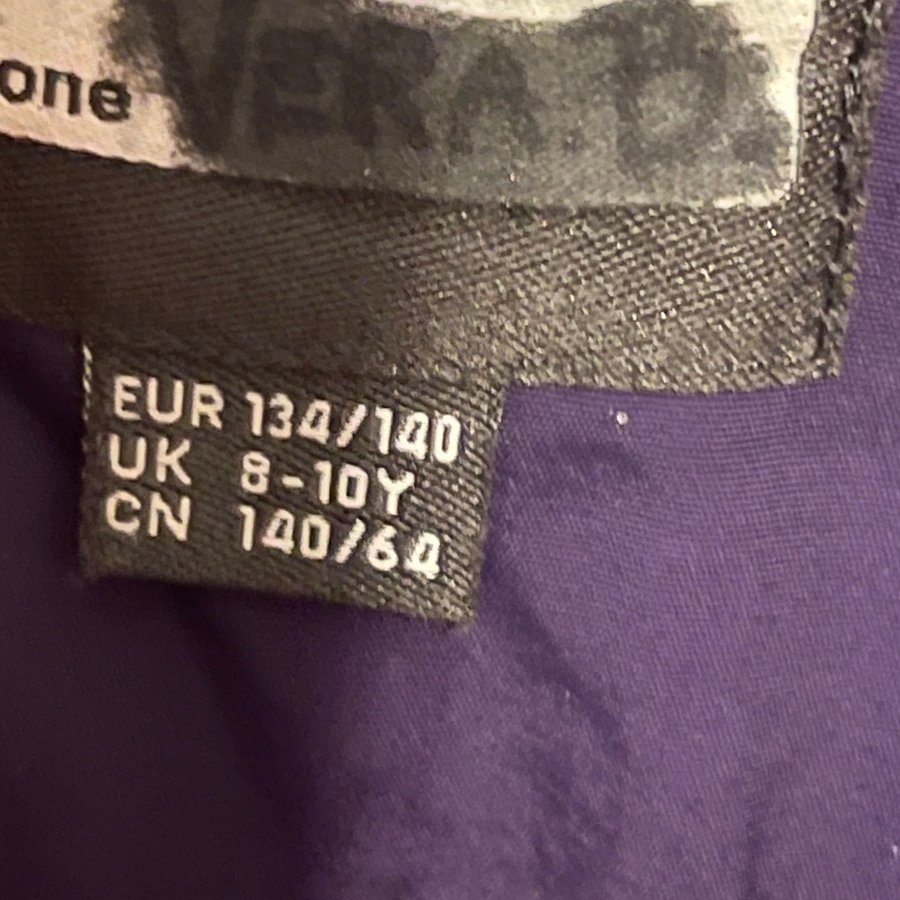 one VERA.D
EUR 134/140
UK 8-10Y
CN 140/64